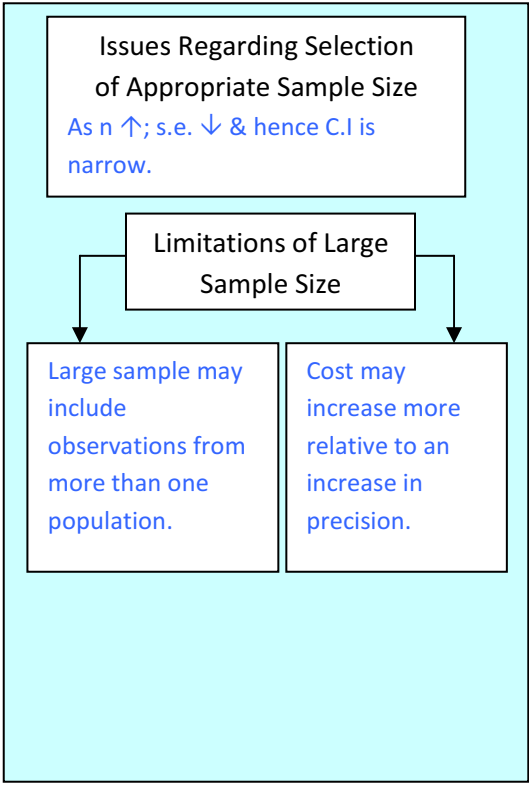 Issues Regarding Selection
of Appropriate Sample Size
As n ↑; s.e. ↓ & hence C.I is
narrow.
Limitations of Large
Sample Size
Large sample may
include
observations from
more than one
population.
Cost may
increase more
relative to an
increase in
precision.